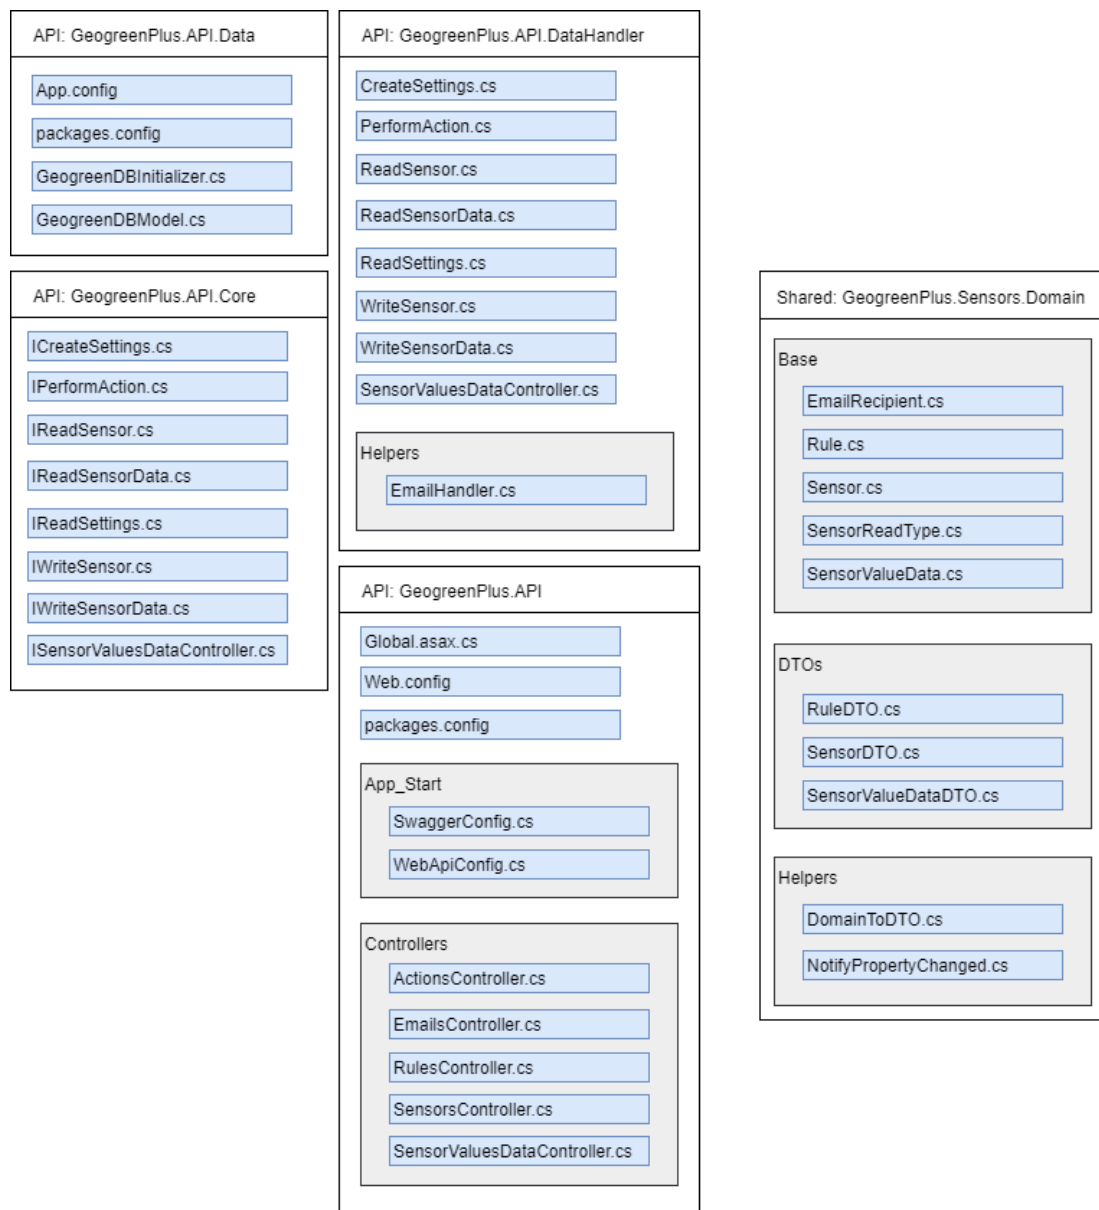 API: GeogreenPlus.API.Data
App.config
packages.config
GeogreenDBInitializer.cs
GeogreenDBModel.cs
API: GeogreenPlus.API.Core
ICreateSettings.cs
IPerformAction.cs
IReadSensor.cs
IReadSensorData.cs
IReadSettings.cs
IWriteSensor.cs
IWriteSensorData.cs
ISensorValuesDataController.cs
API: GeogreenPlus.API.DataHandler
CreateSettings.cs
PerformAction.cs
ReadSensor.cs
ReadSensorData.cs
ReadSettings.cs
WriteSensor.cs
WriteSensorData.cs
SensorValuesDataController.cs
Helpers
EmailHandler.cs
API: GeogreenPlus.API
Global.asax.cs
Web.config
packages.config
App_Start
SwaggerConfig.cs
WebApiConfig.cs
Controllers
ActionsController.cs
EmailsController.cs
RulesController.cs
SensorsController.cs
SensorValuesDataController.cs
Shared: GeogreenPlus.Sensors.Domain
Base
EmailRecipient.cs
Rule.cs
Sensor.cs
SensorReadType.cs
SensorValueData.cs
DTOs
RuleDTO.cs
SensorDTO.cs
SensorValueDataDTO.cs
Helpers
DomainToDTO.cs
NotifyPropertyChanged.cs